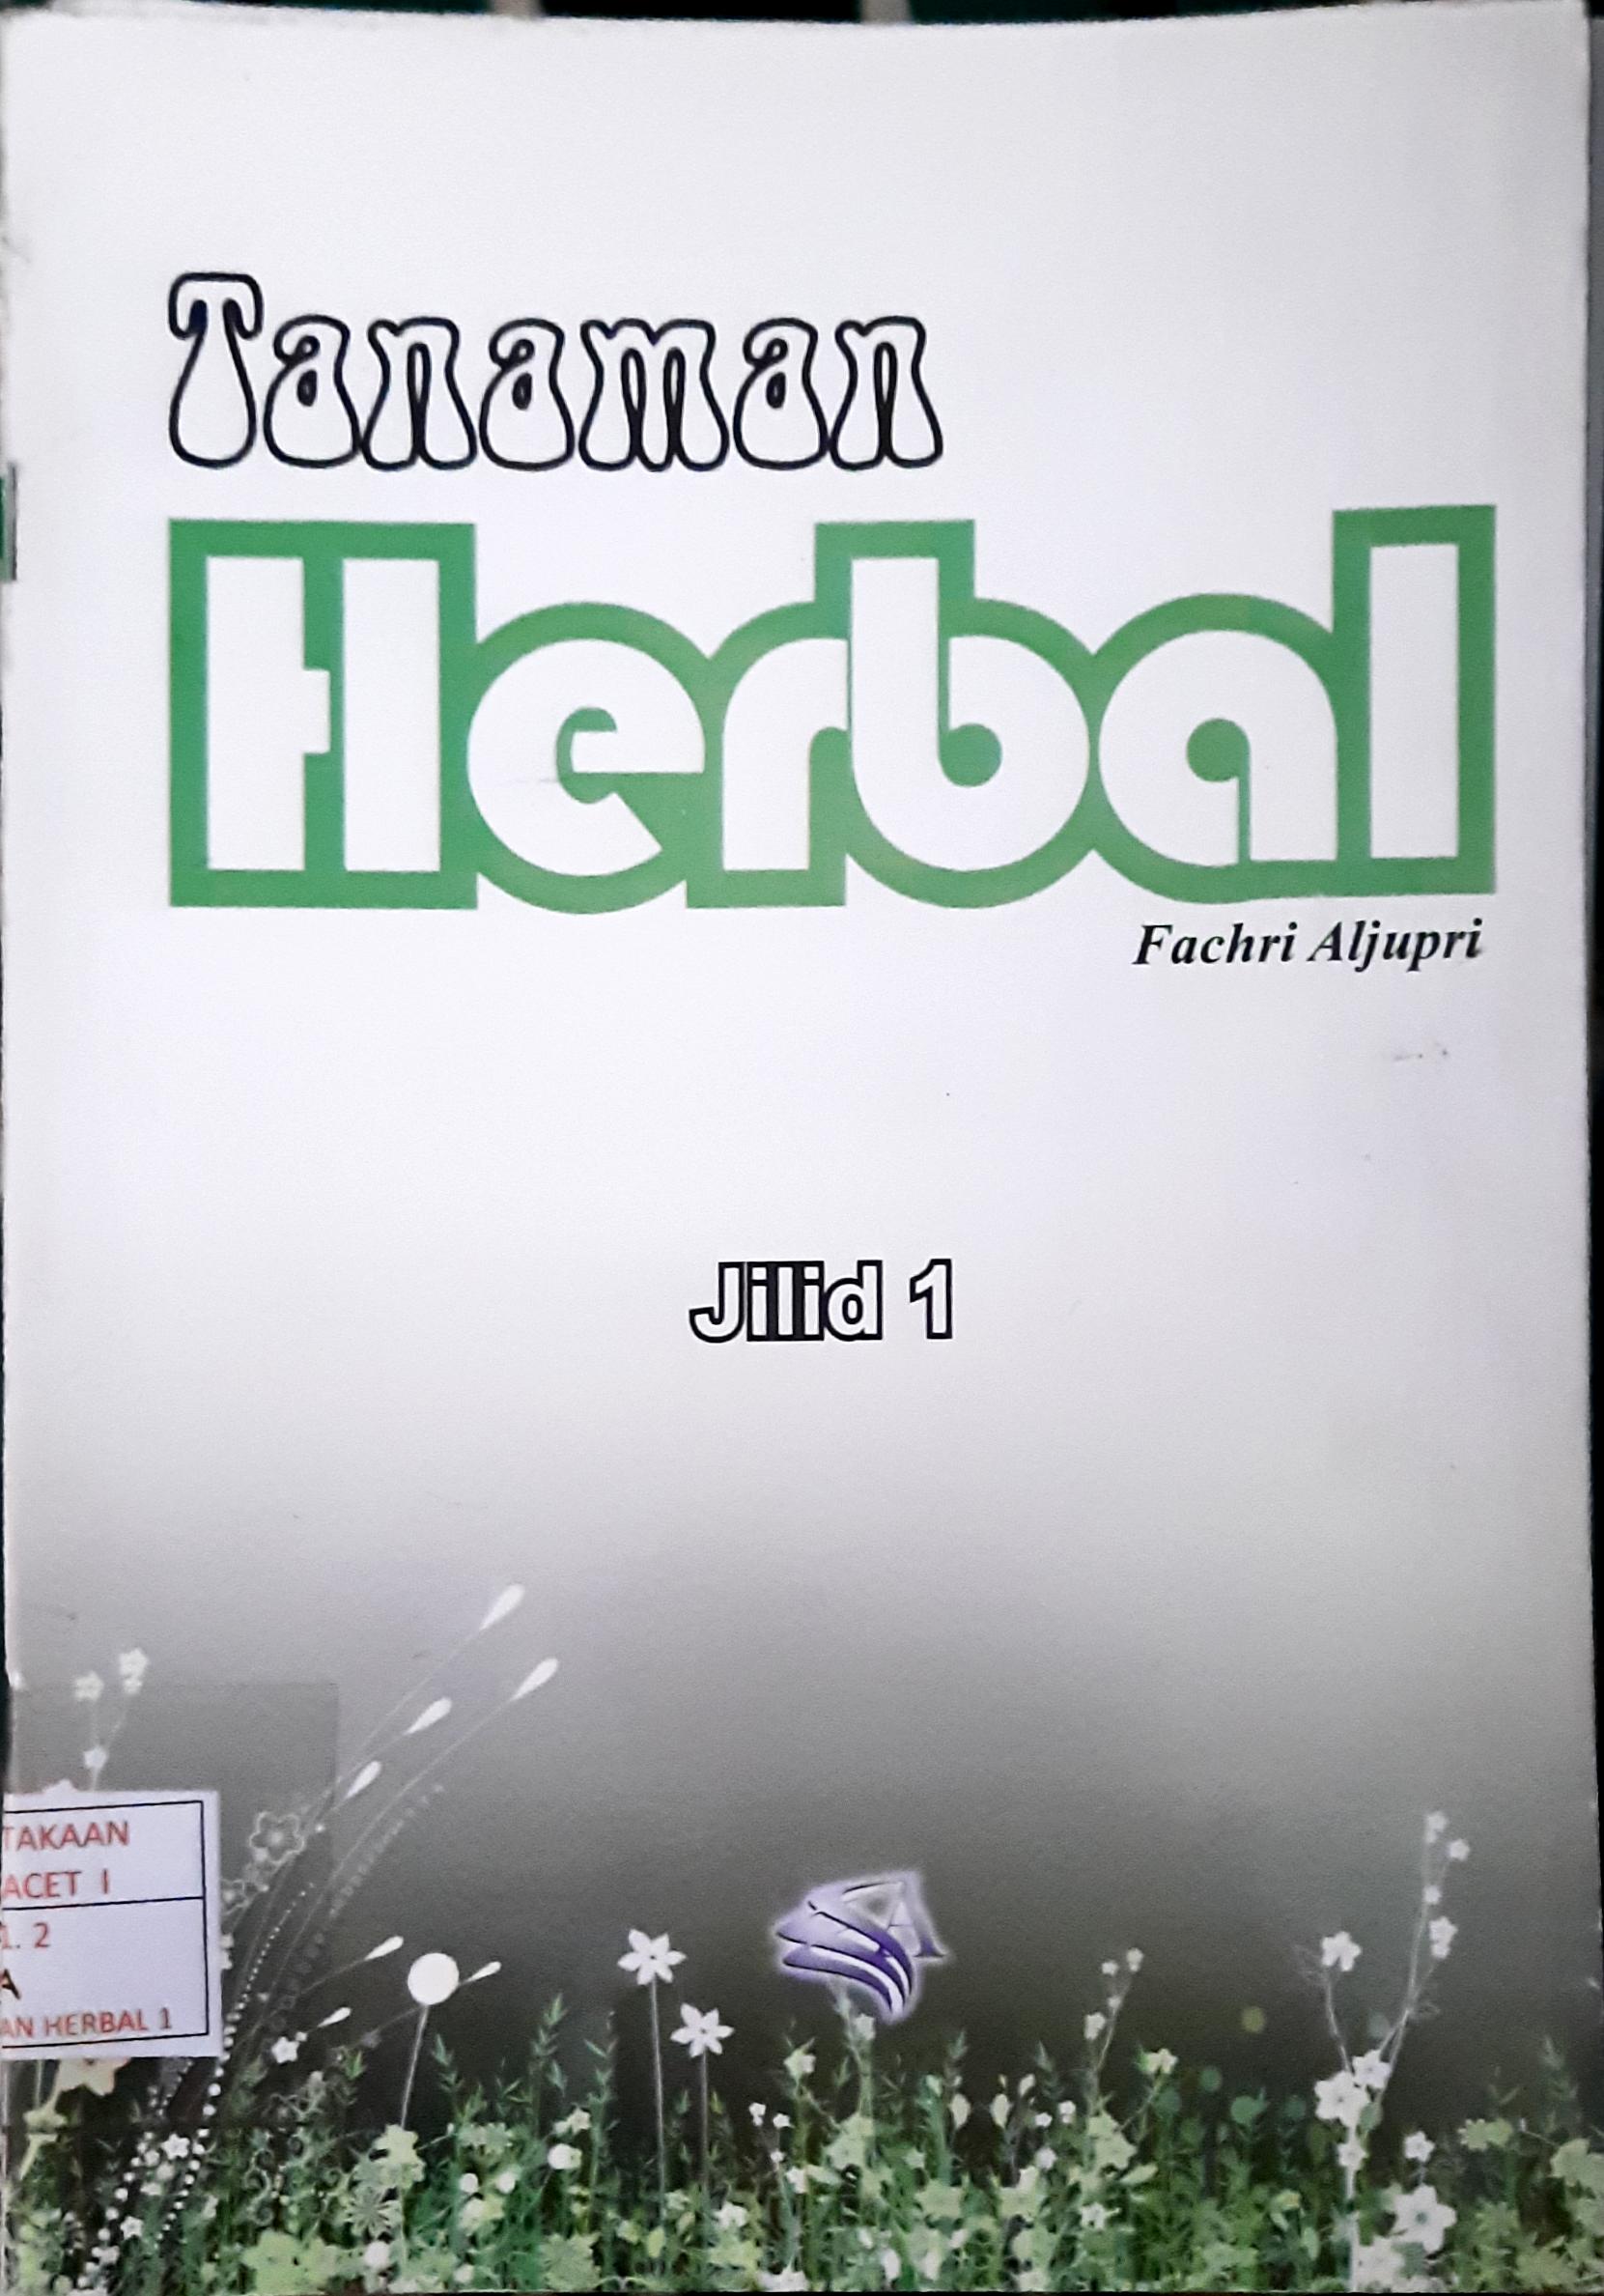 Tanaman
Herbal
Fachri Aljupri
Jilid 1
TAKAAN
ACET I
1. 2
A
AN HERBAL 1
A